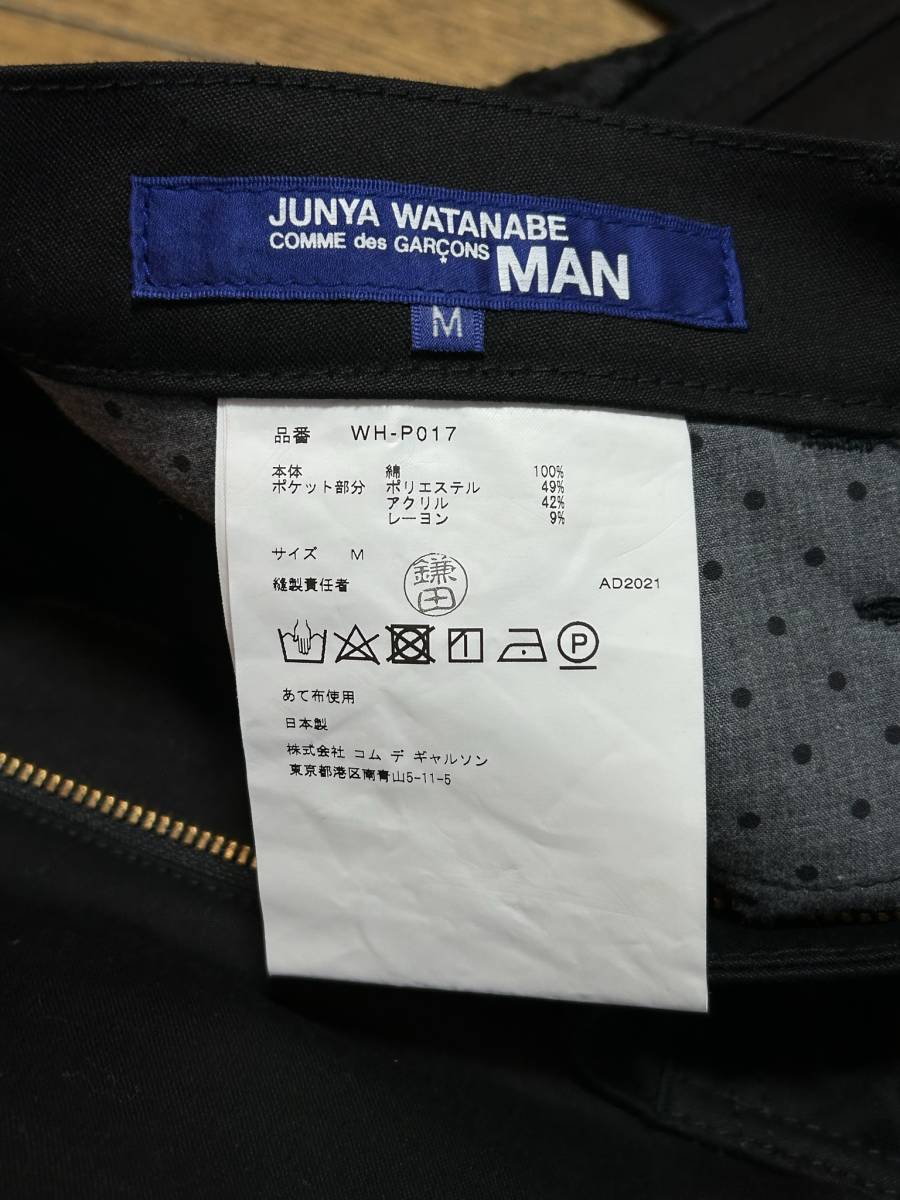 JUNYA WATANABE
COMME des GARÇONS MAN
M
品番 WH-P017
本体 綿 100%
ポケット部分 ポリエステル 49%
アクリル 42%
レーヨン 9%
サイズ M
縫製責任者 鎌田 AD2021
P
あて布使用
日本製
株式会社 コム デ ギャルソン
東京都港区南青山5-11-5